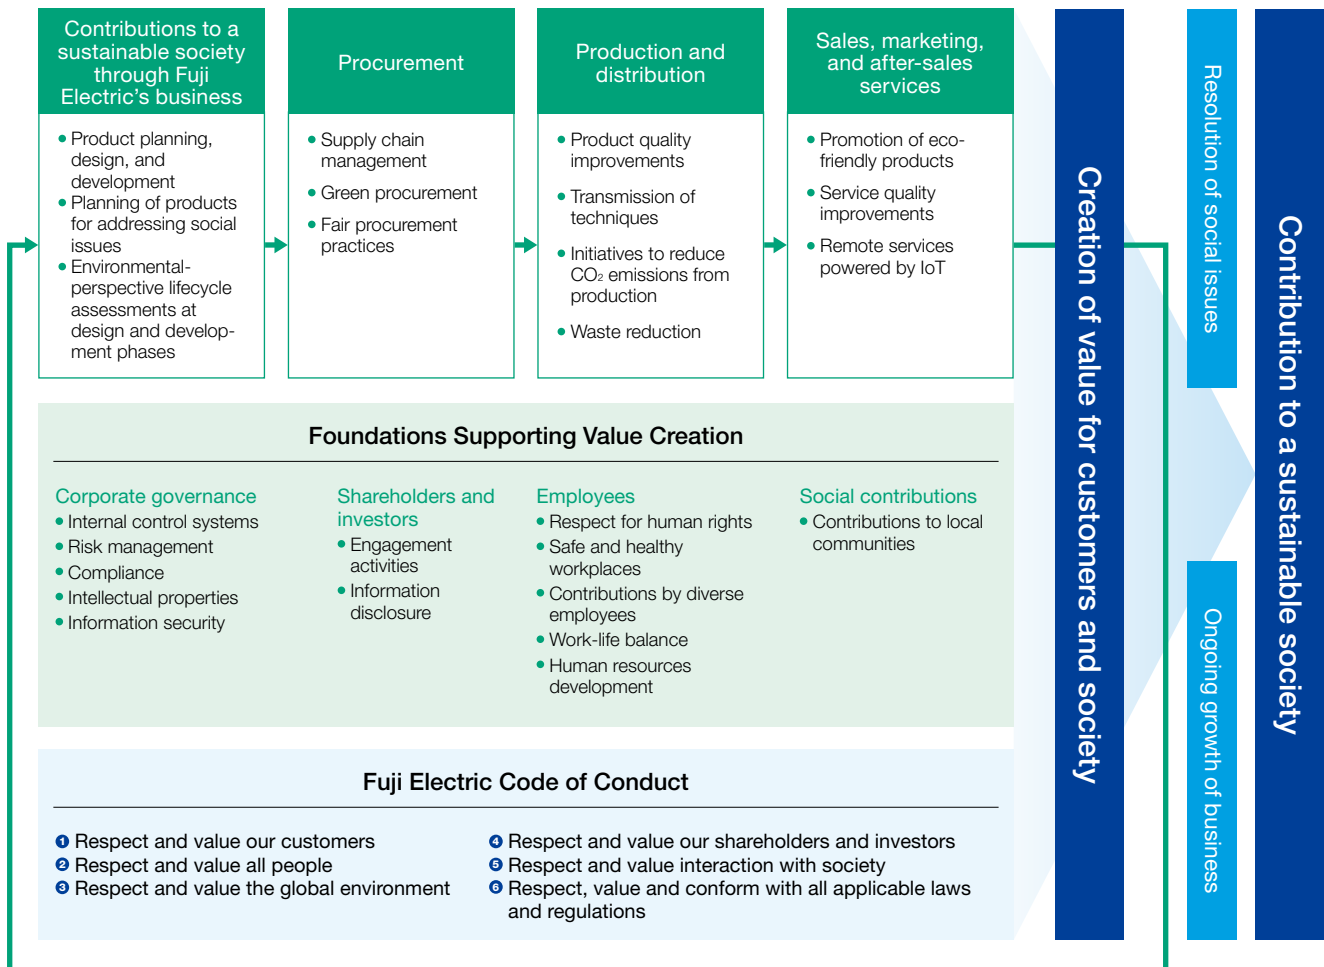 Contributions to a
sustainable society
through Fuji
Electric's business
• Product planning,
design, and
development
• Planning of products
for addressing social
issues
• Environmental-
perspective lifecycle
assessments at
design and develop-
ment phases
Procurement
• Supply chain
management
• Green procurement
• Fair procurement
practices
Production and
distribution
• Product quality
improvements
• Transmission of
techniques
• Initiatives to reduce
CO₂ emissions from
production
• Waste reduction
Sales, marketing,
and after-sales
services
• Promotion of eco-
friendly products
• Service quality
improvements
• Remote services
powered by IoT
Foundations Supporting Value Creation
Corporate governance
• Internal control systems
• Risk management
• Compliance
• Intellectual properties
• Information security
Shareholders and
investors
• Engagement
activities
• Information
disclosure
Employees
• Respect for human rights
• Safe and healthy
workplaces
• Contributions by diverse
employees
• Work-life balance
• Human resources
development
Social contributions
• Contributions to local
communities
Fuji Electric Code of Conduct
❶ Respect and value our customers
❷ Respect and value all people
❸ Respect and value the global environment
❹ Respect and value our shareholders and investors
❺ Respect and value interaction with society
❻ Respect, value and conform with all applicable laws
and regulations
Creation of value for customers and society
Resolution of social issues
Ongoing growth of business
Contribution to a sustainable society